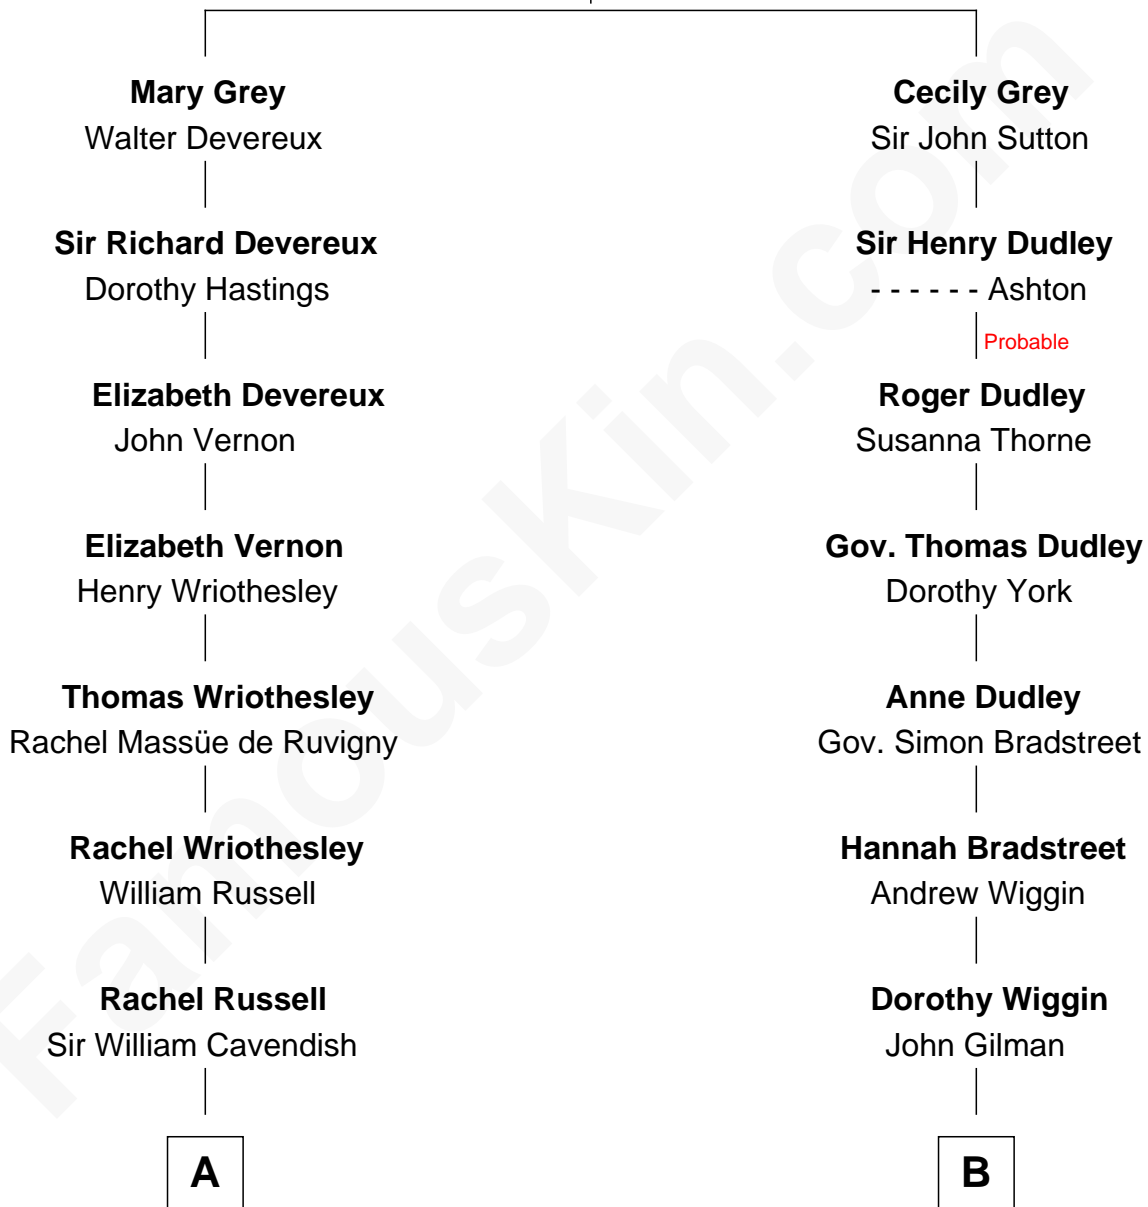 Mary Grey
Walter Devereux
Sir Richard Devereux
Dorothy Hastings
Elizabeth Devereux
John Vernon
Elizabeth Vernon
Henry Wriothesley
Thomas Wriothesley
Rachel Massüe de Ruvigny
Rachel Wriothesley
William Russell
Rachel Russell
Sir William Cavendish
A
Cecily Grey
Sir John Sutton
Sir Henry Dudley
- - - - - - Ashton
Probable
Roger Dudley
Susanna Thorne
Gov. Thomas Dudley
Dorothy York
Anne Dudley
Gov. Simon Bradstreet
Hannah Bradstreet
Andrew Wiggin
Dorothy Wiggin
John Gilman
B
FamousKin.com